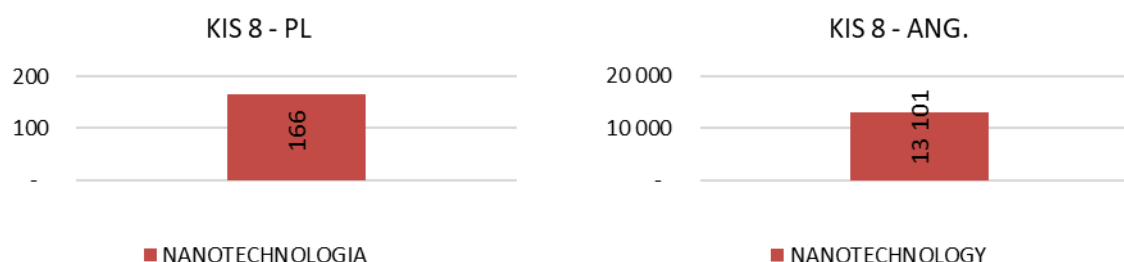 KIS 8 - PL
200
100
-
166
NANOTECHNOLOGIA
KIS 8 - ANG.
20 000
10 000
-
13 101
NANOTECHNOLOGY